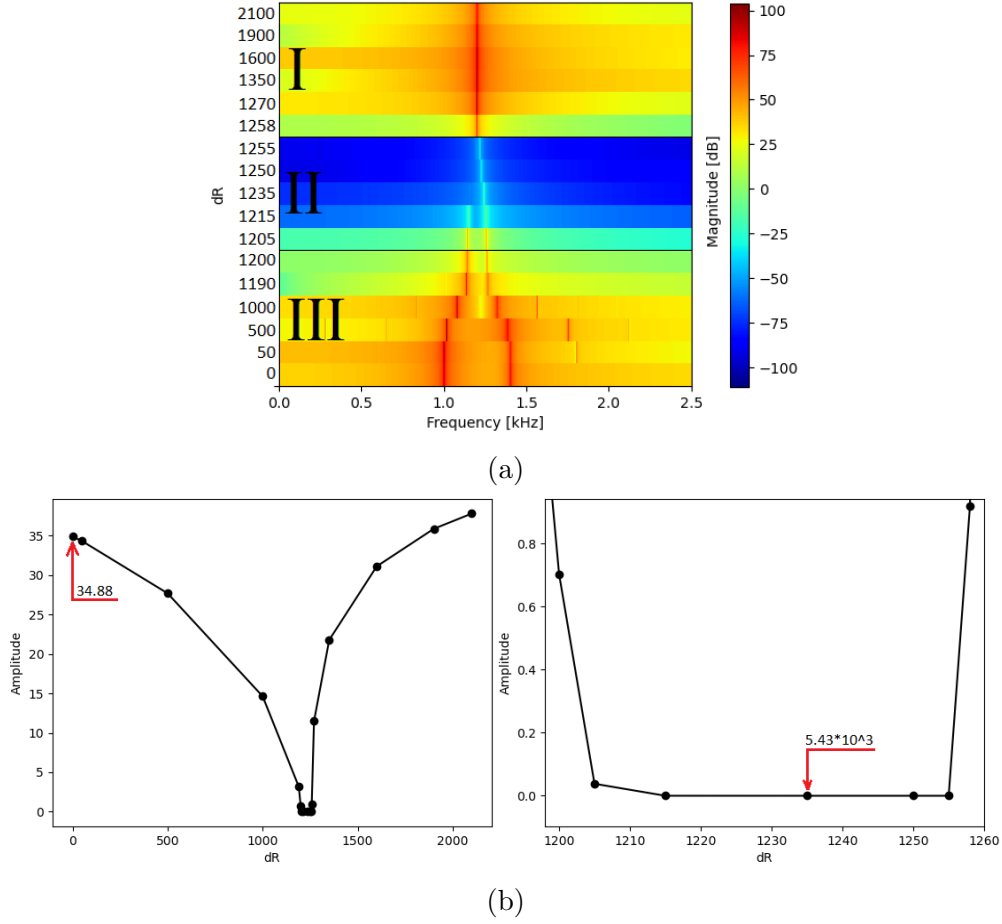 2100
1900
1600
1350
1270
1258
1255
1250
1235
1215
1205
1200
1190
1000
500
50
0
dR
I
II
III
0.0 0.5 1.0 1.5 2.0 2.5
Frequency [kHz]
100
75
50
25
0
−25
−50
−75
−100
Magnitude [dB]
(a)
35
30
25
20
15
10
5
0
Amplitude
34.88
0 500 1000 1500 2000
dR
0.8
0.6
0.4
0.2
0.0
Amplitude
5.43*10^3
1200 1210 1220 1230 1240 1250 1260
dR
(b)